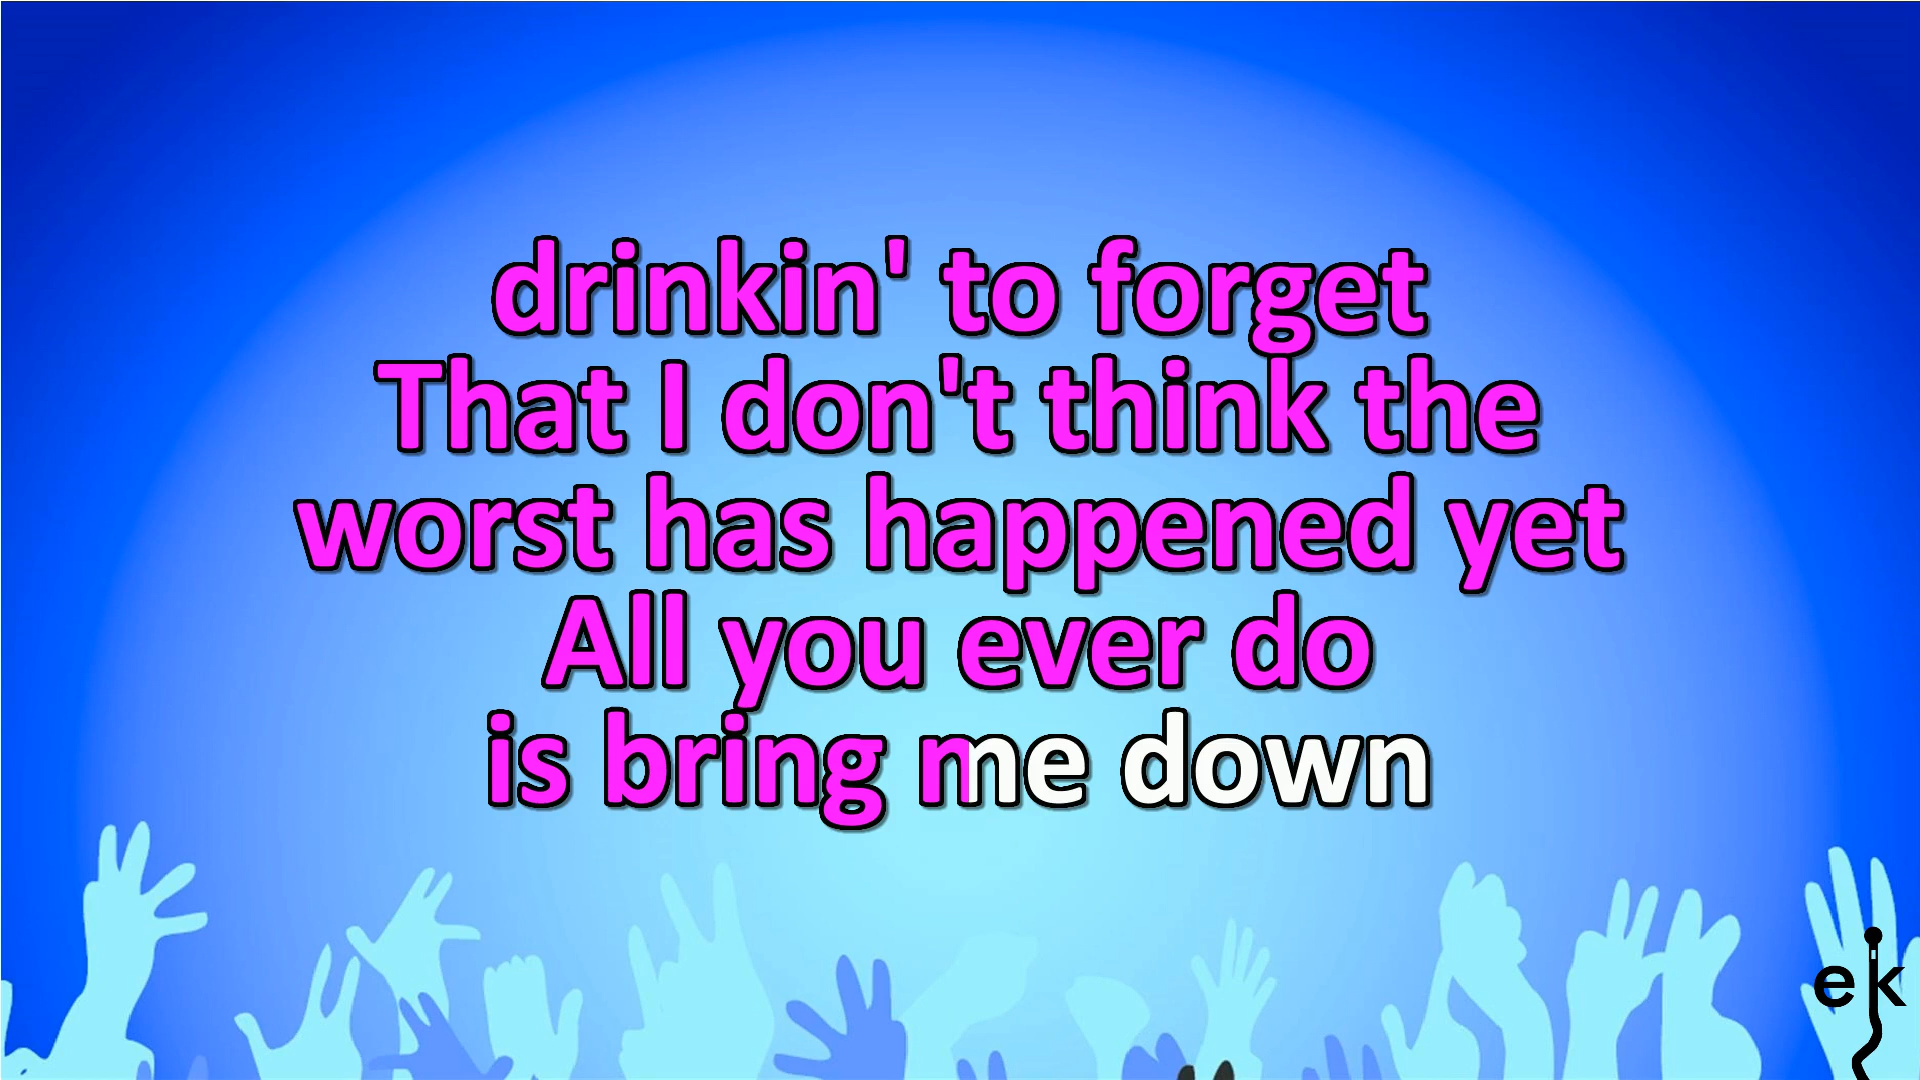 drinkin' to forget
That I don't think the
worst has happened yet
All you ever do
is bring me down
ek